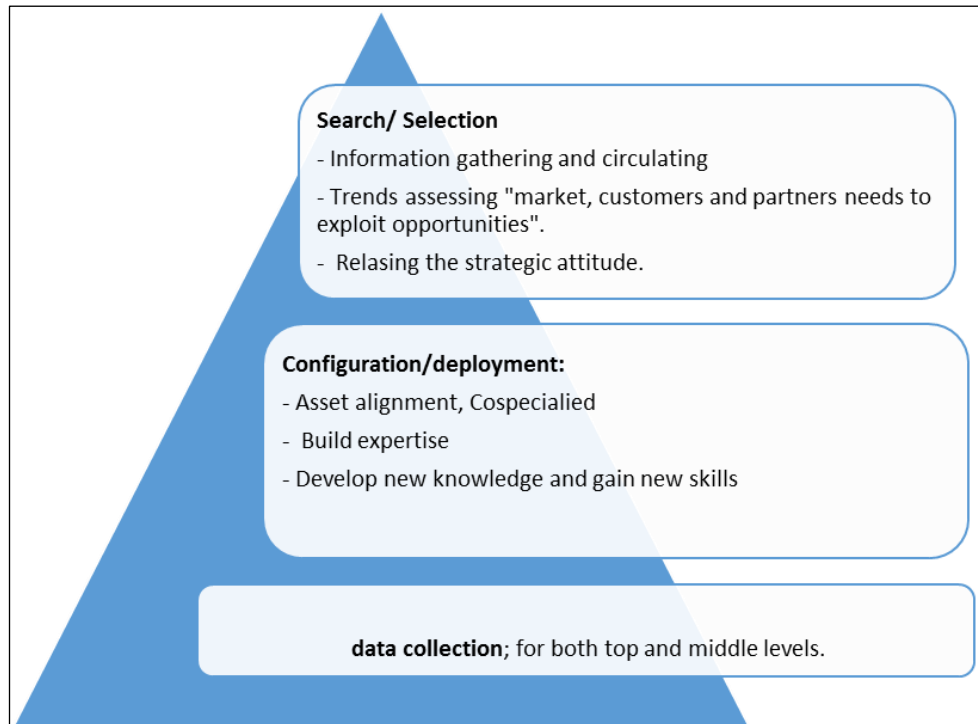 Search/ Selection
- Information gathering and circulating
- Trends assessing "market, customers and partners needs to
exploit opportunities".
- Relasing the strategic attitude.
Configuration/deployment:
- Asset alignment, Cospecialied
- Build expertise
- Develop new knowledge and gain new skills
data collection; for both top and middle levels.